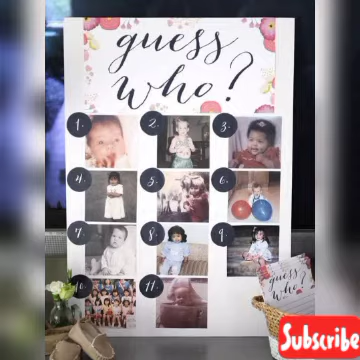 guess
who?
1.
2.
3.
4.
5.
6.
7.
8.
9.
10.
11.
guess
who?
Subscribe